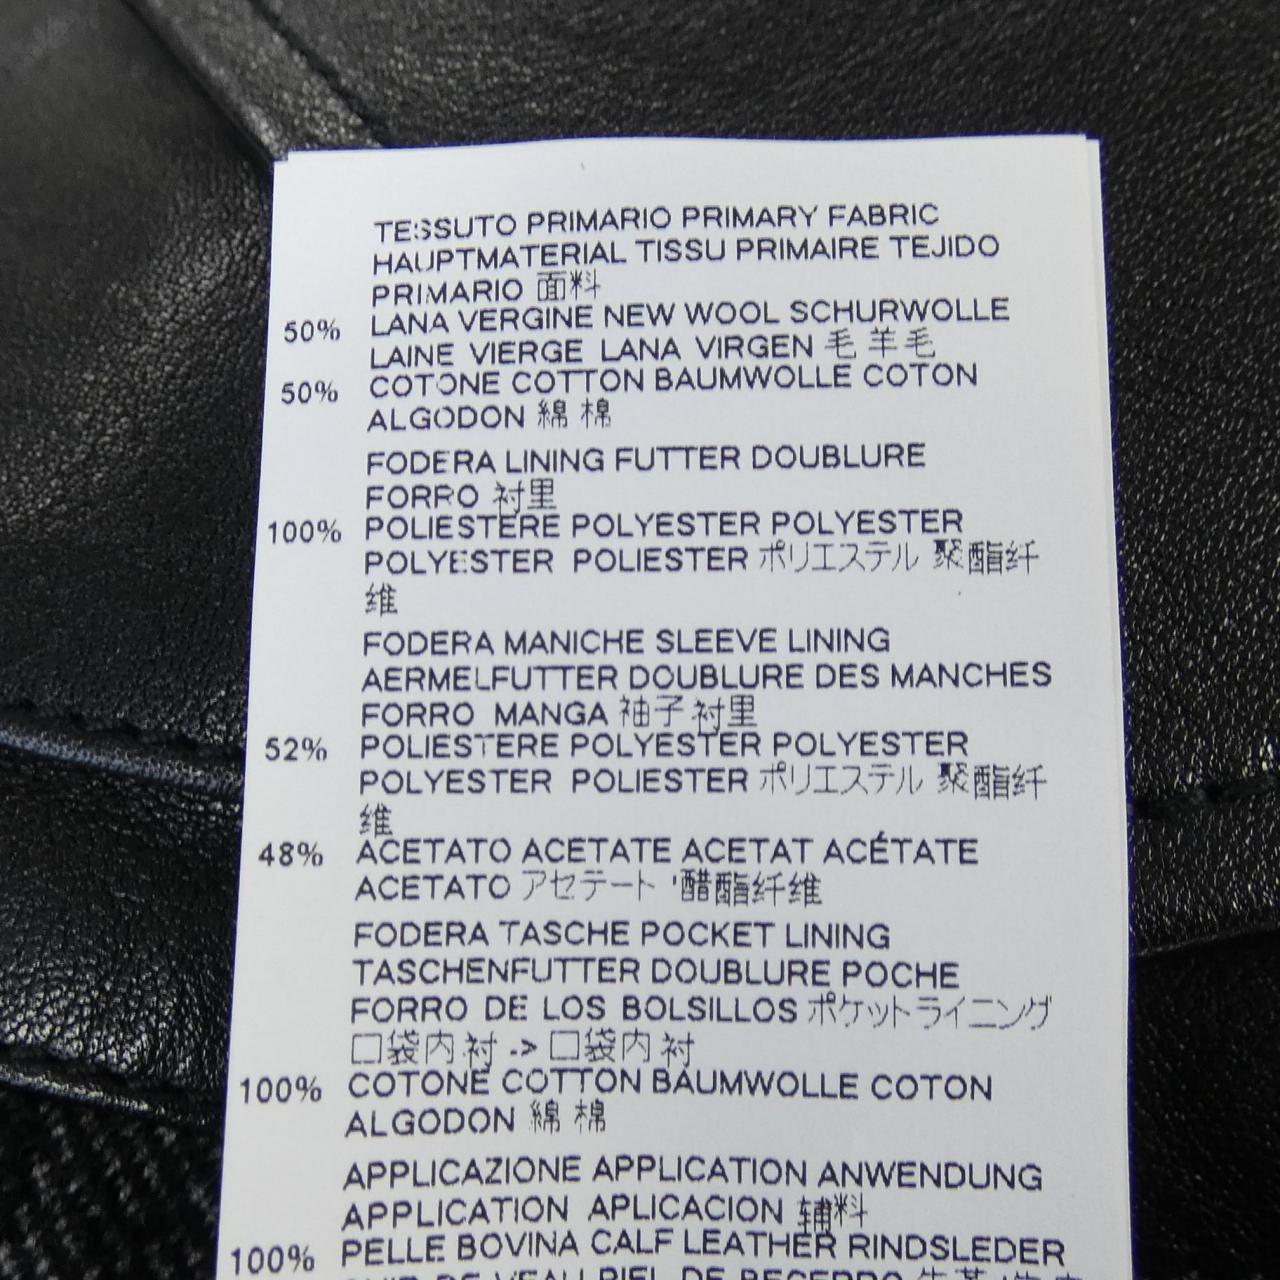 TESSUTO PRIMARIO PRIMARY FABRIC
HAUPTMATERIAL TISSU PRIMAIRE TEJIDO
PRIMARIO 面料
50% LANA VERGINE NEW WOOL SCHURWOLLE
LAINE VIERGE LANA VIRGEN 毛 羊毛
50% COTONE COTTON BAUMWOLLE COTON
ALGODON 綿 棉
FODERA LINING FUTTER DOUBLURE
FORRO 衬里
100% POLIESTERE POLYESTER POLYESTER
POLYESTER POLIESTER ポリエステル 聚酯纤
维
FODERA MANICHE SLEEVE LINING
AERMELFUTTER DOUBLURE DES MANCHES
FORRO MANGA 袖子衬里
52% POLIESTERE POLYESTER POLYESTER
POLYESTER POLIESTER ポリエステル 聚酯纤
维
48% ACETATO ACETATE ACETAT ACÉTATE
ACETATO アセテート '醋酯纤维
FODERA TASCHE POCKET LINING
TASCHENFUTTER DOUBLURE POCHE
FORRO DE LOS BOLSILLOS ポケットライニング
口袋内衬 -> 口袋内衬
100% COTONE COTTON BAUMWOLLE COTON
ALGODON 綿 棉
APPLICAZIONE APPLICATION ANWENDUNG
APPLICATION APLICACION 辅料
100% PELLE BOVINA CALF LEATHER RINDSLEDER
CUIR DE VEAU PIEL DE BECERRO